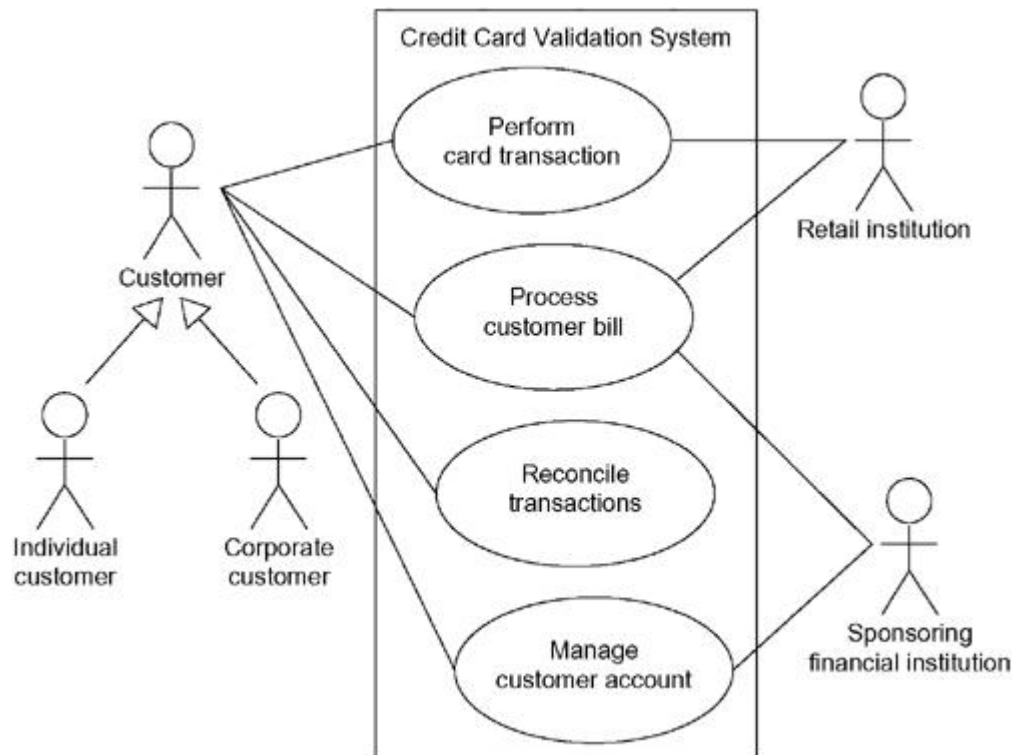 Credit Card Validation System
Perform
card transaction
Retail institution
Customer
Process
customer bill
Reconcile
transactions
Individual
customer
Corporate
customer
Manage
customer account
Sponsoring
financial institution